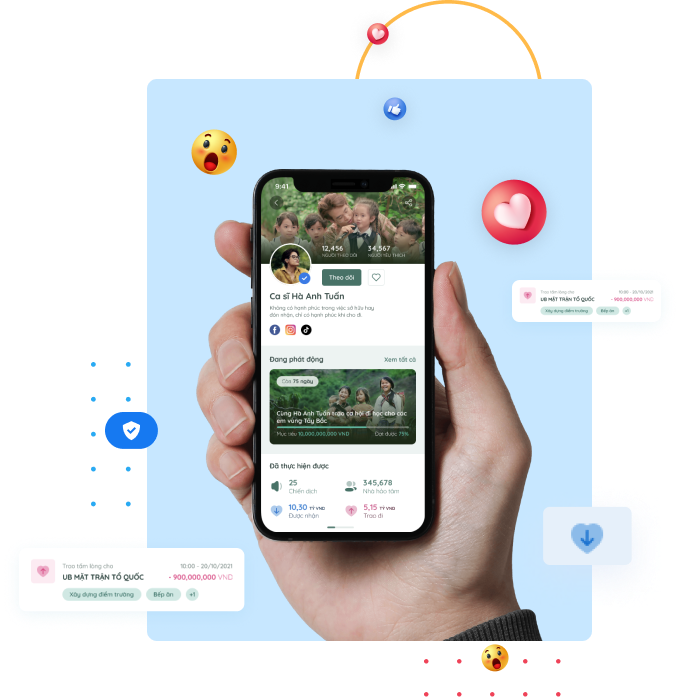 9:41
12,456
NGƯỜI THEO DÕI
34,567
NGƯỜI YÊU THÍCH
Theo dõi
Ca sĩ Hà Anh Tuấn
Không có hạnh phúc trong việc sở hữu hay
đón nhận, chỉ có hạnh phúc khi cho đi.
Đang phát động
Xem tất cả
Còn 75 ngày
Cùng Hà Anh Tuấn trao cơ hội đi học cho các
em vùng Tây Bắc
Mục tiêu 10,000,000,000 VND
Đạt được 75%
Đã thực hiện được
25
Chiến dịch
345,678
Nhà hảo tâm
10,30 TỶ VND
Được nhận
5,15 TỶ VND
Trao đi
Trao tấm lòng cho
10:00 - 20/10/2021
UB MẶT TRẬN TỔ QUỐC
- 900,000,000 VND
Xây dựng điểm trường
Bếp ăn
+1
Trao tấm lòng cho
10:00 - 20/10/2021
UB MẶT TRẬN TỔ QUỐC
- 900,000,000 VND
Xây dựng điểm trường
Bếp ăn
+1